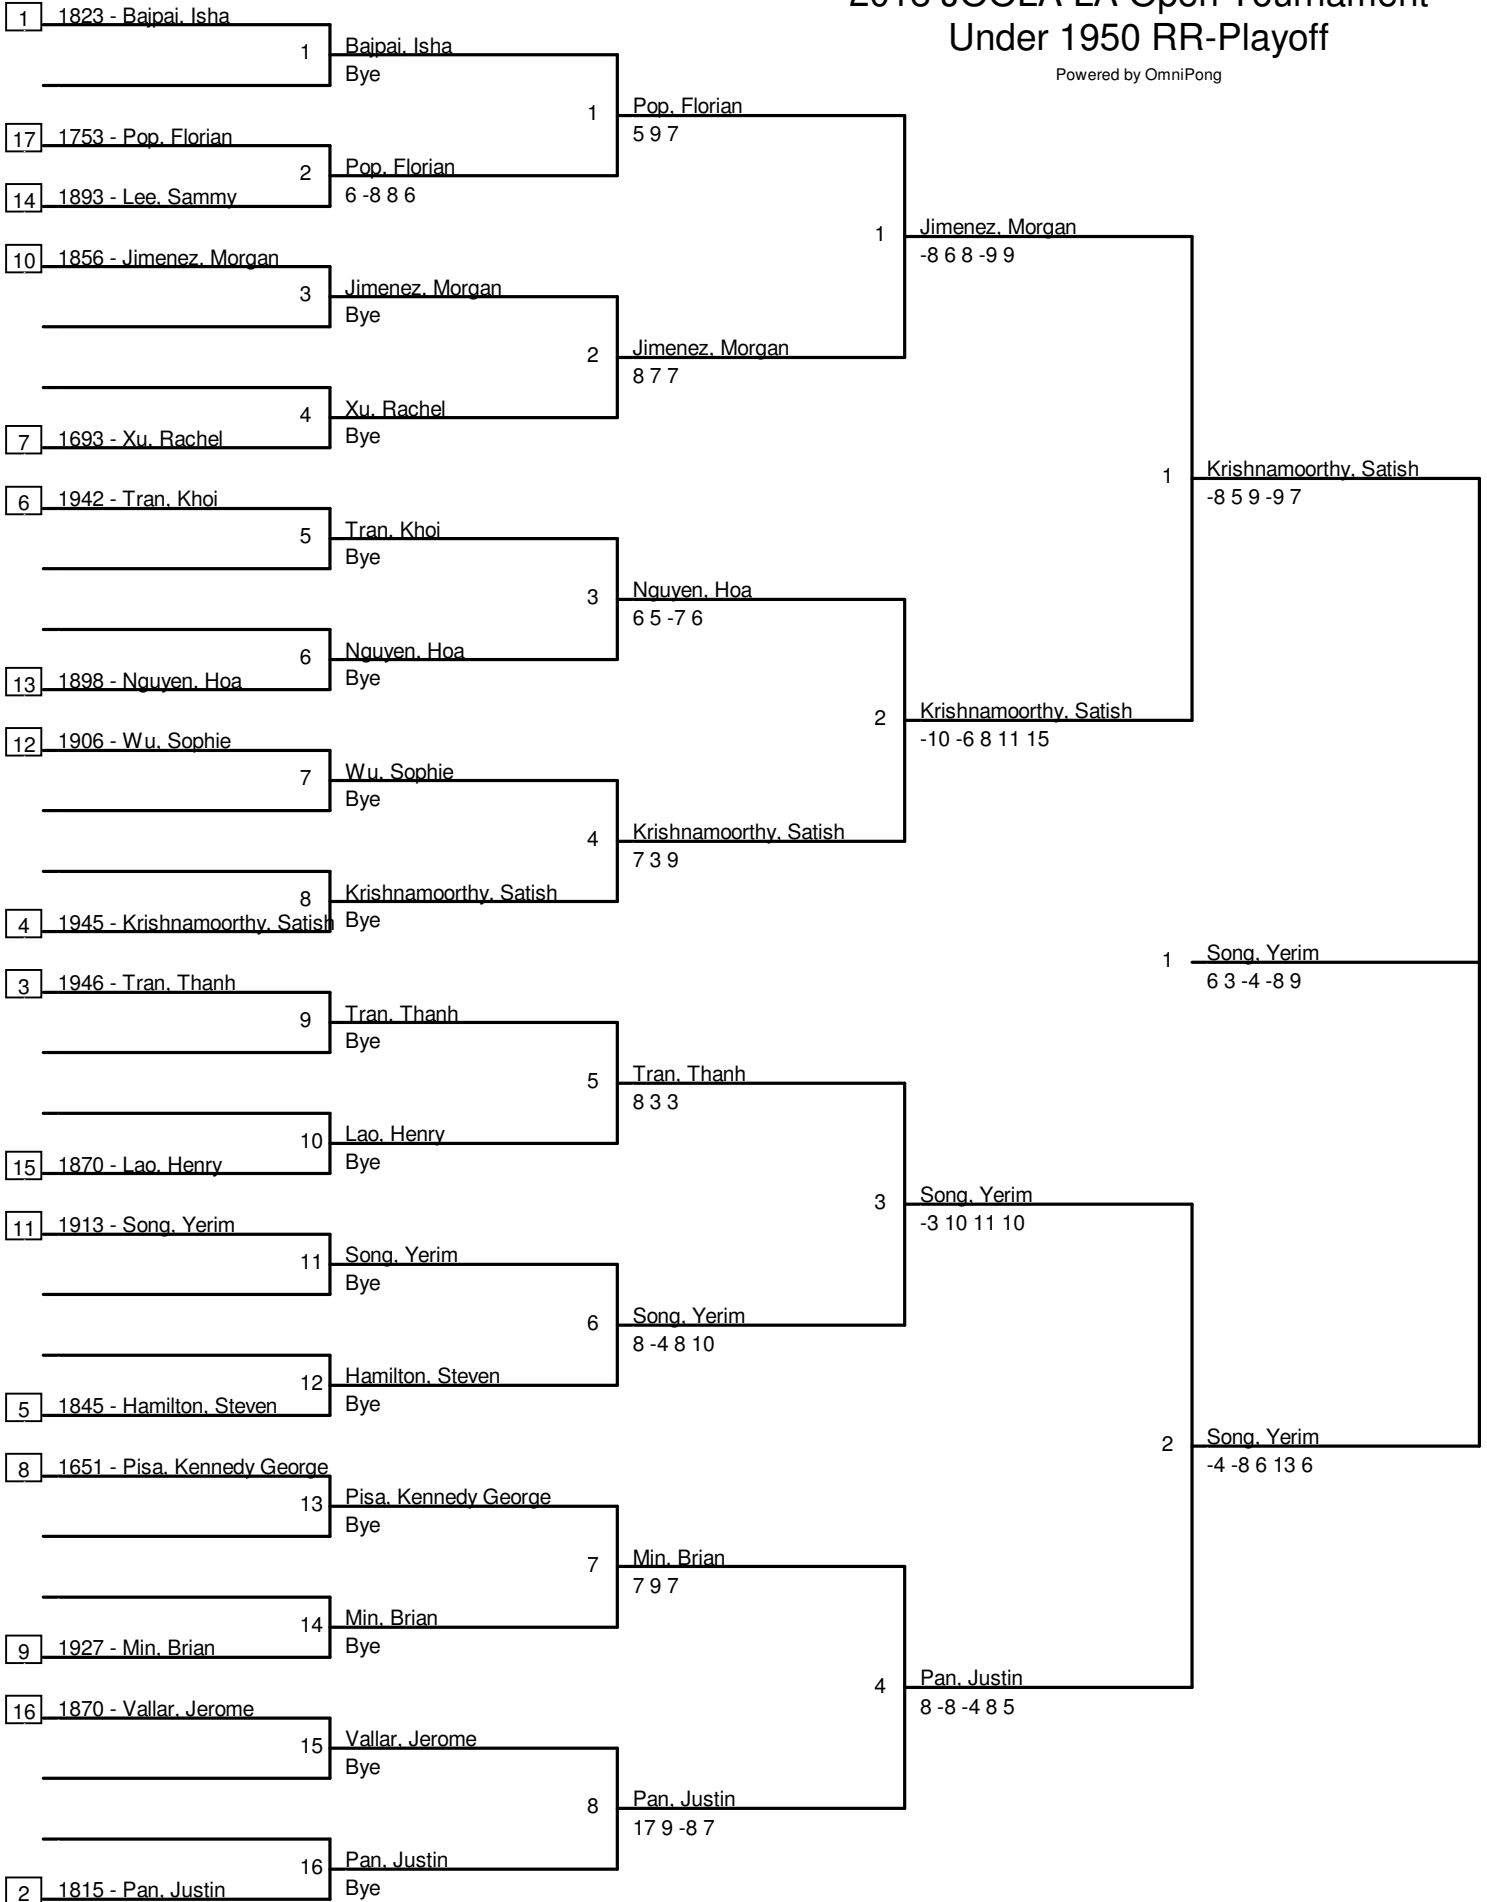 2018 JOOLA LA Open Tournament
Under 1950 RR-Playoff
Powered by OmniPong
1 1823 - Bajpai, Isha
1 Bajpai, Isha
Bye
1 Pop, Florian
5 9 7
17 1753 - Pop, Florian
2 Pop, Florian
6 -8 8 6
14 1893 - Lee, Sammy
1 Jimenez, Morgan
-8 6 8 -9 9
10 1856 - Jimenez, Morgan
3 Jimenez, Morgan
Bye
2 Jimenez, Morgan
8 7 7
4 Xu, Rachel
Bye
7 1693 - Xu, Rachel
1 Krishnamoorthy, Satish
-8 5 9 -9 7
6 1942 - Tran, Khoi
5 Tran, Khoi
Bye
3 Nguyen, Hoa
6 5 -7 6
6 Nguyen, Hoa
Bye
13 1898 - Nguyen, Hoa
2 Krishnamoorthy, Satish
-10 -6 8 11 15
12 1906 - Wu, Sophie
7 Wu, Sophie
Bye
4 Krishnamoorthy, Satish
7 3 9
8 Krishnamoorthy, Satish
Bye
4 1945 - Krishnamoorthy, Satish
1 Song, Yerim
6 3 -4 -8 9
3 1946 - Tran, Thanh
9 Tran, Thanh
Bye
5 Tran, Thanh
8 3 3
10 Lao, Henry
Bye
15 1870 - Lao, Henry
3 Song, Yerim
-3 10 11 10
11 1913 - Song, Yerim
11 Song, Yerim
Bye
6 Song, Yerim
8 -4 8 10
12 Hamilton, Steven
Bye
5 1845 - Hamilton, Steven
2 Song, Yerim
-4 -8 6 13 6
8 1651 - Pisa, Kennedy George
13 Pisa, Kennedy George
Bye
7 Min, Brian
7 9 7
14 Min, Brian
Bye
9 1927 - Min, Brian
4 Pan, Justin
8 -8 -4 8 5
16 1870 - Vallar, Jerome
15 Vallar, Jerome
Bye
8 Pan, Justin
17 9 -8 7
16 Pan, Justin
Bye
2 1815 - Pan, Justin